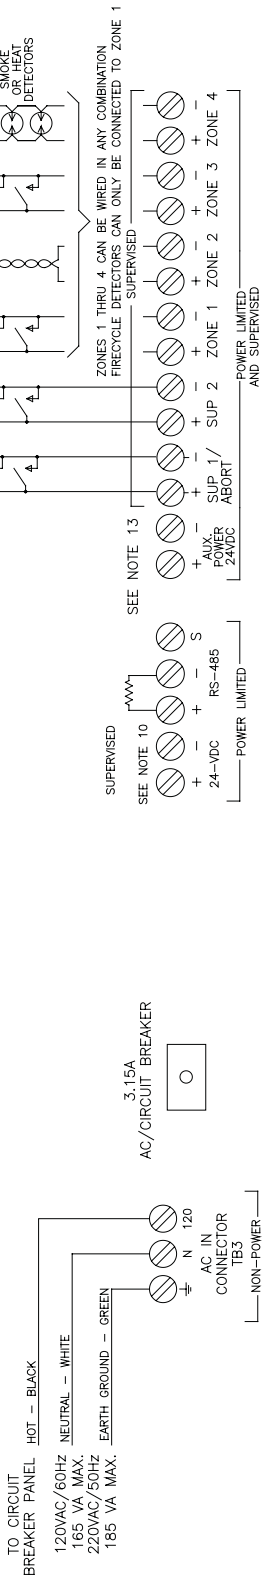 TO CIRCUIT
BREAKER PANEL
HOT – BLACK
120VAC/60Hz
165 VA MAX.
220VAC/50Hz
185 VA MAX.
NEUTRAL – WHITE
EARTH GROUND – GREEN
N
120
AC IN
CONNECTOR
TB3
NON-POWER
3.15A
AC/CIRCUIT BREAKER
SUPERVISED
SEE NOTE 10
+
-
+
-
S
24-VDC
RS-485
POWER LIMITED
SEE NOTE 13
SUPERVISED
+
-
AUX.
POWER
24VDC
+
-
SUP 1/
ABORT
+
-
SUP 2
+
-
ZONE 1
+
-
ZONE 2
+
-
ZONE 3
+
-
ZONE 4
POWER LIMITED
AND SUPERVISED
ZONES 1 THRU 4 CAN BE WIRED IN ANY COMBINATION
FIRECYCLE DETECTORS CAN ONLY BE CONNECTED TO ZONE 1
SMOKE
OR HEAT
DETECTORS